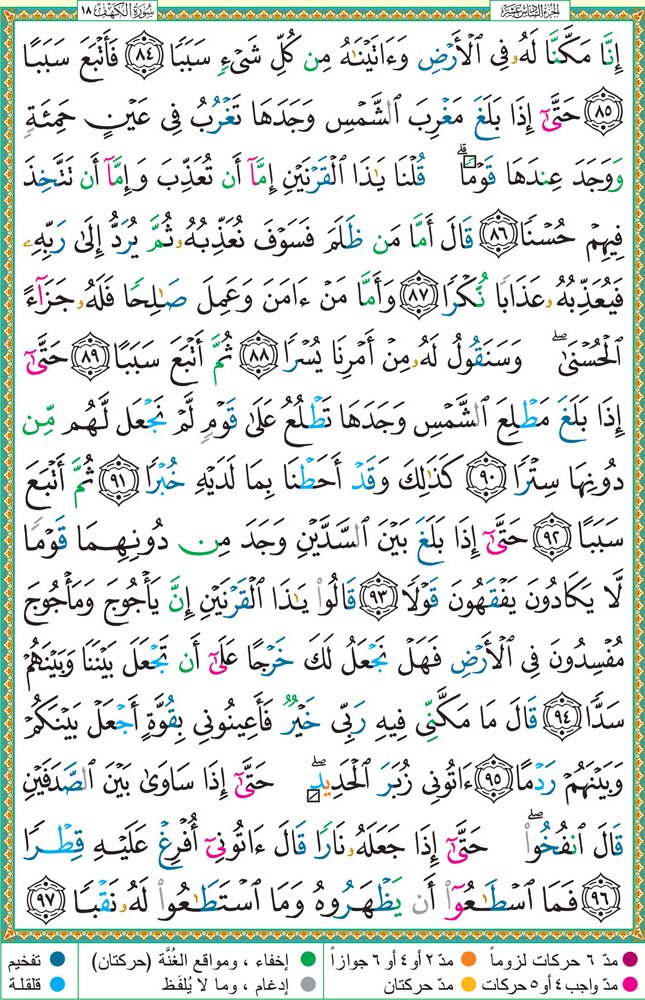 الجزء السادس عشر
سورة الكهف ١٨
إِنَّا مَكَّنَّا لَهُۥ فِى ٱلْأَرْضِ وَءَاتَيْنَٰهُ مِن كُلِّ شَىْءٍ سَبَبًا ٨٤ فَأَتْبَعَ سَبَبًا
٨٥ حَتَّىٰٓ إِذَا بَلَغَ مَغْرِبَ ٱلشَّمْسِ وَجَدَهَا تَغْرُبُ فِى عَيْنٍ حَمِئَةٍ
وَوَجَدَ عِندَهَا قَوْمًا ۗ قُلْنَا يَٰذَا ٱلْقَرْنَيْنِ إِمَّآ أَن تُعَذِّبَ وَإِمَّآ أَن تَتَّخِذَ
فِيهِمْ حُسْنًا ٨٦ قَالَ أَمَّا مَن ظَلَمَ فَسَوْفَ نُعَذِّبُهُۥ ثُمَّ يُرَدُّ إِلَىٰ رَبِّهِۦ
فَيُعَذِّبُهُۥ عَذَابًا نُّكْرًا ٨٧ وَأَمَّا مَنْ ءَامَنَ وَعَمِلَ صَٰلِحًا فَلَهُۥ جَزَآءً
ٱلْحُسْنَىٰ ۖ وَسَنَقُولُ لَهُۥ مِنْ أَمْرِنَا يُسْرًا ٨٨ ثُمَّ أَتْبَعَ سَبَبًا ٨٩ حَتَّىٰٓ
إِذَا بَلَغَ مَطْلِعَ ٱلشَّمْسِ وَجَدَهَا تَطْلُعُ عَلَىٰ قَوْمٍ لَّمْ نَجْعَل لَّهُم مِّن
دُونِهَا سِتْرًا ٩٠ كَذَٰلِكَ وَقَدْ أَحَطْنَا بِمَا لَدَيْهِ خُبْرًا ٩١ ثُمَّ أَتْبَعَ
سَبَبًا ٩٢ حَتَّىٰٓ إِذَا بَلَغَ بَيْنَ ٱلسَّدَّيْنِ وَجَدَ مِن دُونِهِمَا قَوْمًا
لَّا يَكَادُونَ يَفْقَهُونَ قَوْلًا ٩٣ قَالُوا۟ يَٰذَا ٱلْقَرْنَيْنِ إِنَّ يَأْجُوجَ وَمَأْجُوجَ
مُفْسِدُونَ فِى ٱلْأَرْضِ فَهَلْ نَجْعَلُ لَكَ خَرْجًا عَلَىٰٓ أَن تَجْعَلَ بَيْنَنَا وَبَيْنَهُمْ
سَدًّا ٩٤ قَالَ مَا مَكَّنِّى فِيهِ رَبِّى خَيْرٌ فَأَعِينُونِى بِقُوَّةٍ أَجْعَلْ بَيْنَكُمْ
وَبَيْنَهُمْ رَدْمًا ٩٥ ءَاتُونِى زُبَرَ ٱلْحَدِيدِ ۖ حَتَّىٰٓ إِذَا سَاوَىٰ بَيْنَ ٱلصَّدَفَيْنِ
قَالَ ٱنفُخُوا۟ ۖ حَتَّىٰٓ إِذَا جَعَلَهُۥ نَارًا قَالَ ءَاتُونِىٓ أُفْرِغْ عَلَيْهِ قِطْرًا
٩٦ فَمَا ٱسْطَٰعُوٓا۟ أَن يَظْهَرُوهُ وَمَا ٱسْتَطَٰعُوا۟ لَهُۥ نَقْبًا ٩٧
مدّ ٦ حركات لزوماً مدّ ٢ أو ٤ أو ٦ جوازاً إخفاء ، ومواقع الغُنَّة (حركتان) تفخيم
مدّ واجب ٤ أو ٥ حركات مدّ حركتان إدغام ، وما لا يُلفَظ قلقلة